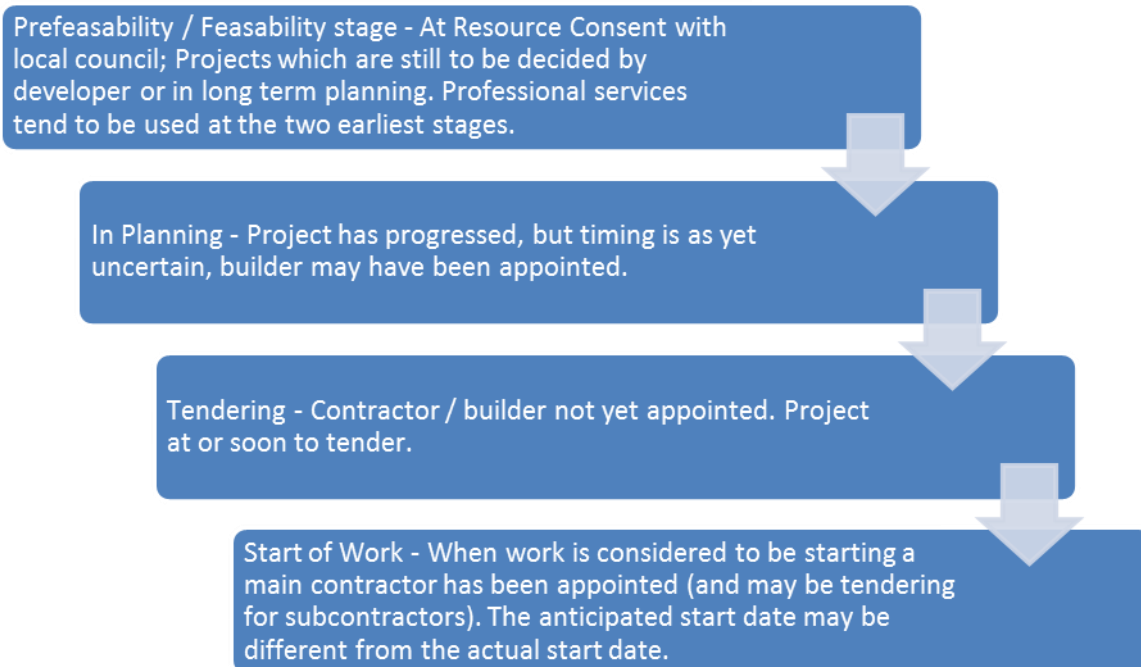 Prefeasability / Feasability stage - At Resource Consent with
local council; Projects which are still to be decided by
developer or in long term planning. Professional services
tend to be used at the two earliest stages.
In Planning - Project has progressed, but timing is as yet
uncertain, builder may have been appointed.
Tendering - Contractor / builder not yet appointed. Project
at or soon to tender.
Start of Work - When work is considered to be starting a
main contractor has been appointed (and may be tendering
for subcontractors). The anticipated start date may be
different from the actual start date.